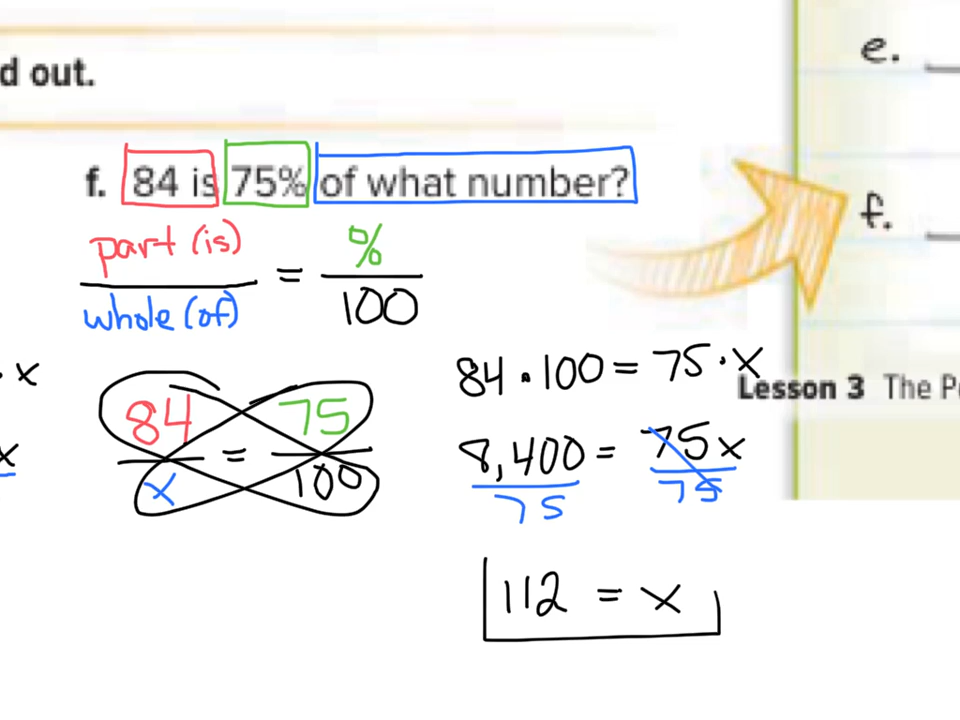 d out.
e.
f. 84 is 75% of what number?
f.
part (is)
whole (of)
=
%
100
· x
x
84
x
=
75
100
84 · 100 = 75 · x
Lesson 3 The P
8,400 = 75x
75 75
112 = x